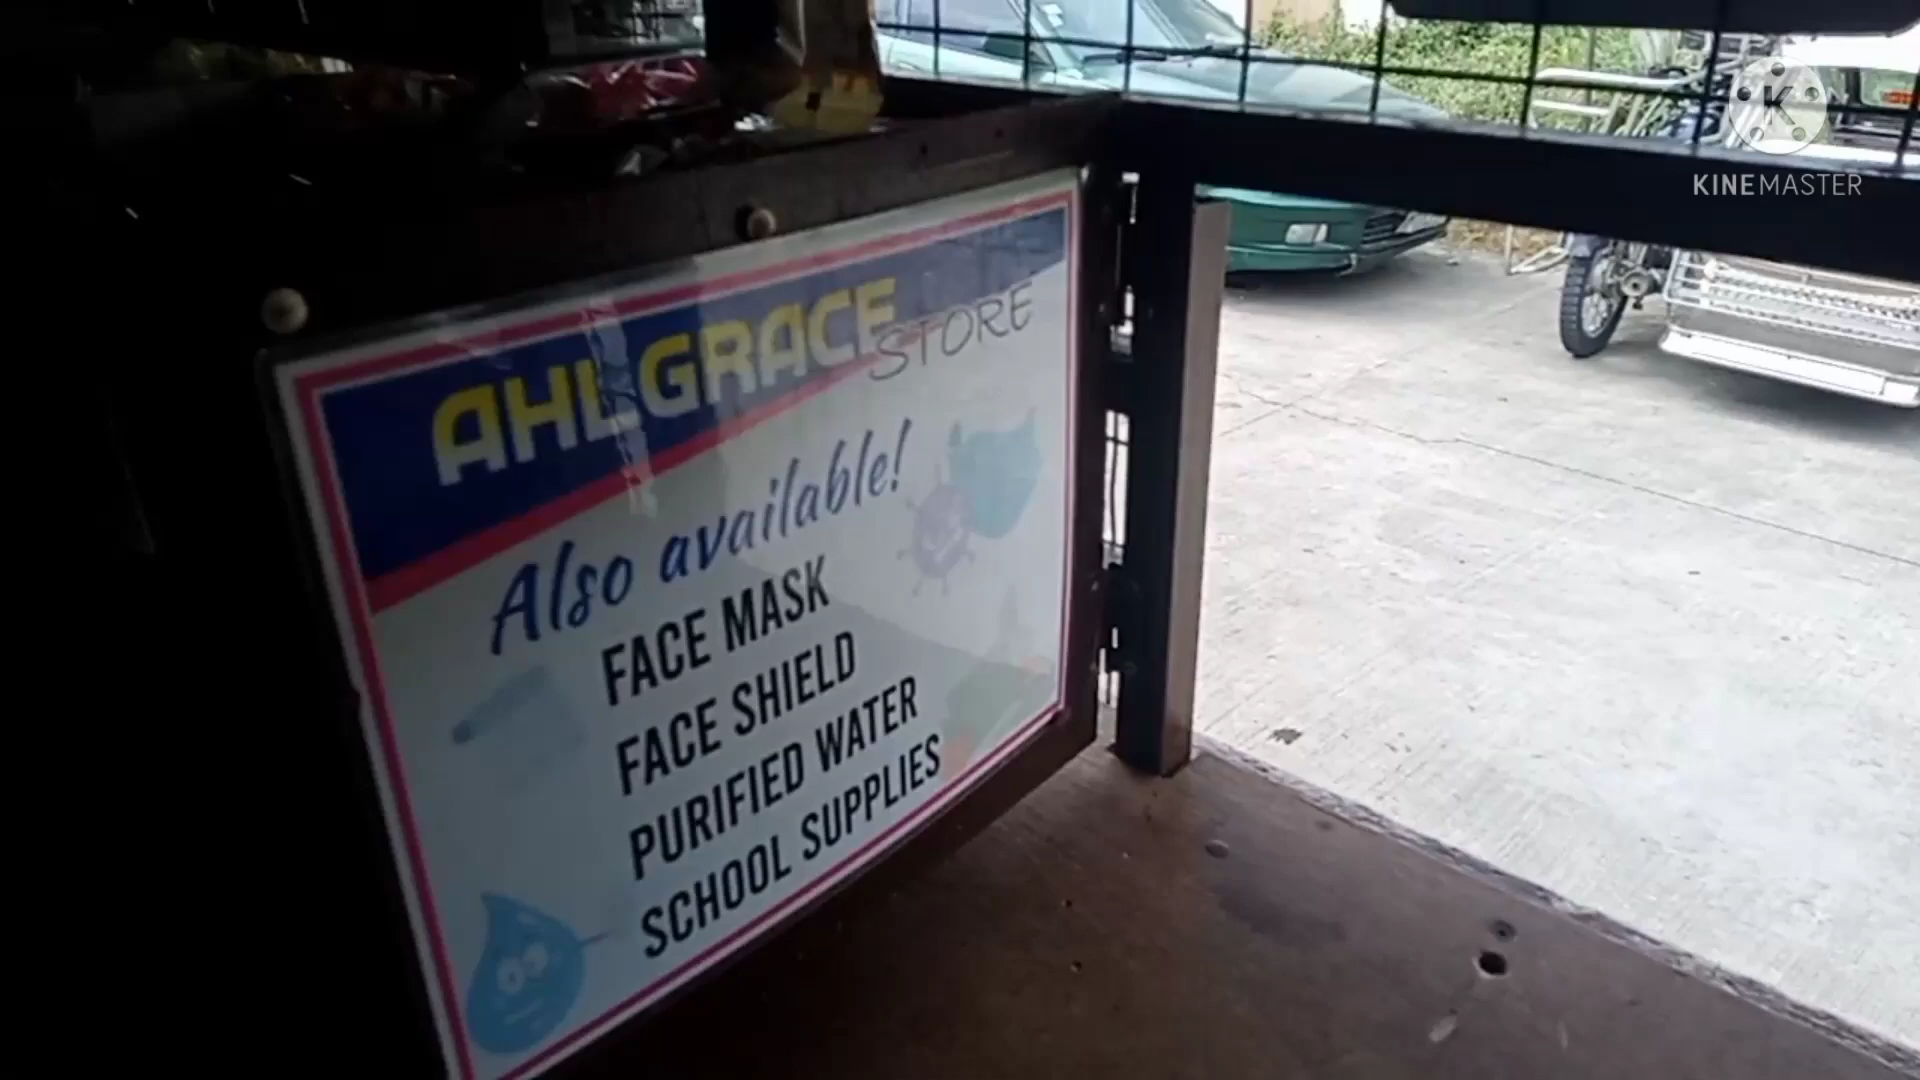 AHLGRACE STORE
Also available!
FACE MASK
FACE SHIELD
PURIFIED WATER
SCHOOL SUPPLIES
K
KINEMASTER